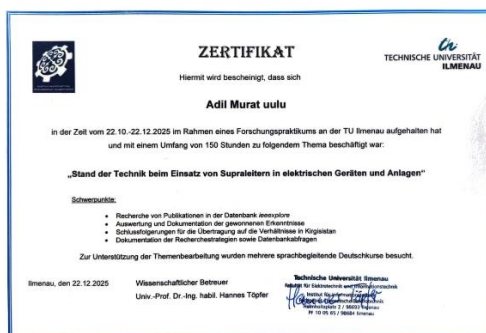 ZERTIFIKAT
TECHNISCHE UNIVERSITÄT
ILMENAU
Hiermit wird bescheinigt, dass sich
Adil Murat uulu
in der Zeit vom 22.10.-22.12.2025 im Rahmen eines Forschungspraktikums an der TU Ilmenau aufgehalten hat
und mit einem Umfang von 150 Stunden zu folgendem Thema beschäftigt war:
„Stand der Technik beim Einsatz von Supraleitern in elektrischen Geräten und Anlagen“
Schwerpunkte:
• Recherche von Publikationen in der Datenbank ieeexplore
• Auswertung und Dokumentation der gewonnenen Erkenntnisse
• Schlussfolgerungen für die Übertragung auf die Verhältnisse in Kirgisistan
• Dokumentation der Recherchestrategien sowie Datenbankabfragen
Zur Unterstützung der Themenbearbeitung wurden mehrere sprachbegleitende Deutschkurse besucht.
Ilmenau, den 22.12.2025
Wissenschaftlicher Betreuer
Univ.-Prof. Dr.-Ing. habil. Hannes Töpfer
Technische Universität Ilmenau
Fakultät für Elektrotechnik und Informationstechnik